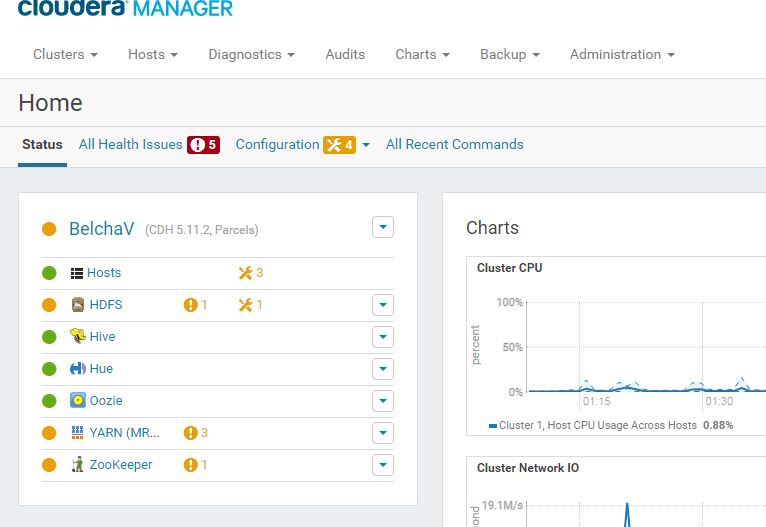 cloudera MANAGER
Clusters Hosts Diagnostics Audits Charts Backup Administration
Home
Status All Health Issues 5 Configuration 4 All Recent Commands
BelchaV (CDH 5.11.2, Parcels)
Hosts 3
HDFS 1 1
Hive
Hue
Oozie
YARN (MR... 3
ZooKeeper 1
Charts
Cluster CPU
percent
100%
50%
0%
01:15 01:30
Cluster 1, Host CPU Usage Across Hosts 0.88%
Cluster Network IO
19.1M/s